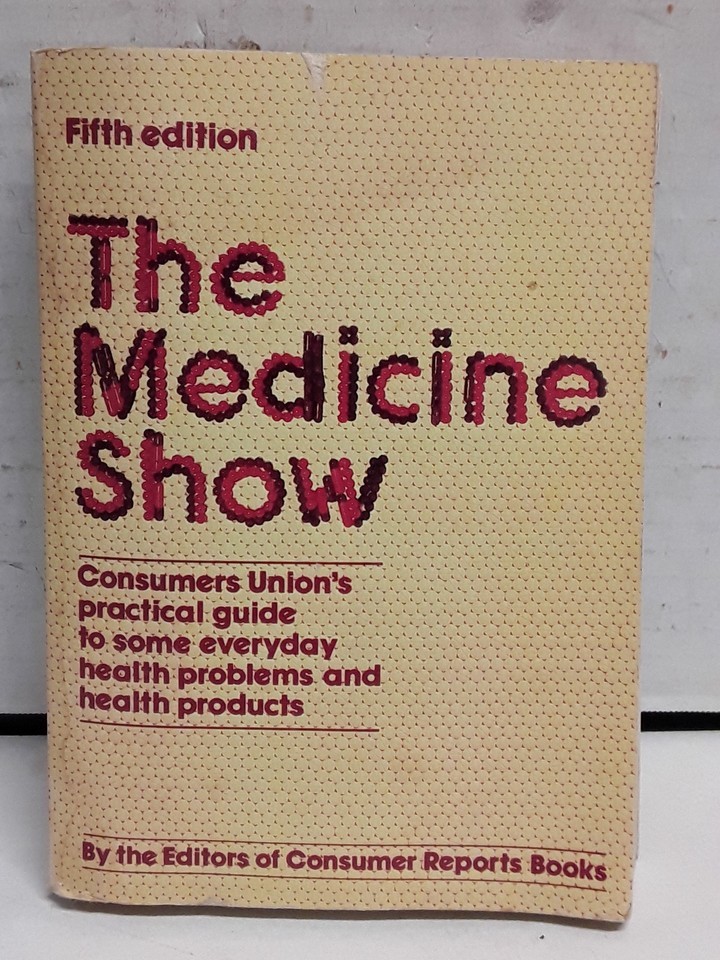 Fifth edition
The
Medicine
Show
Consumers Union's
practical guide
to some everyday
health problems and
health products
By the Editors of Consumer Reports Books